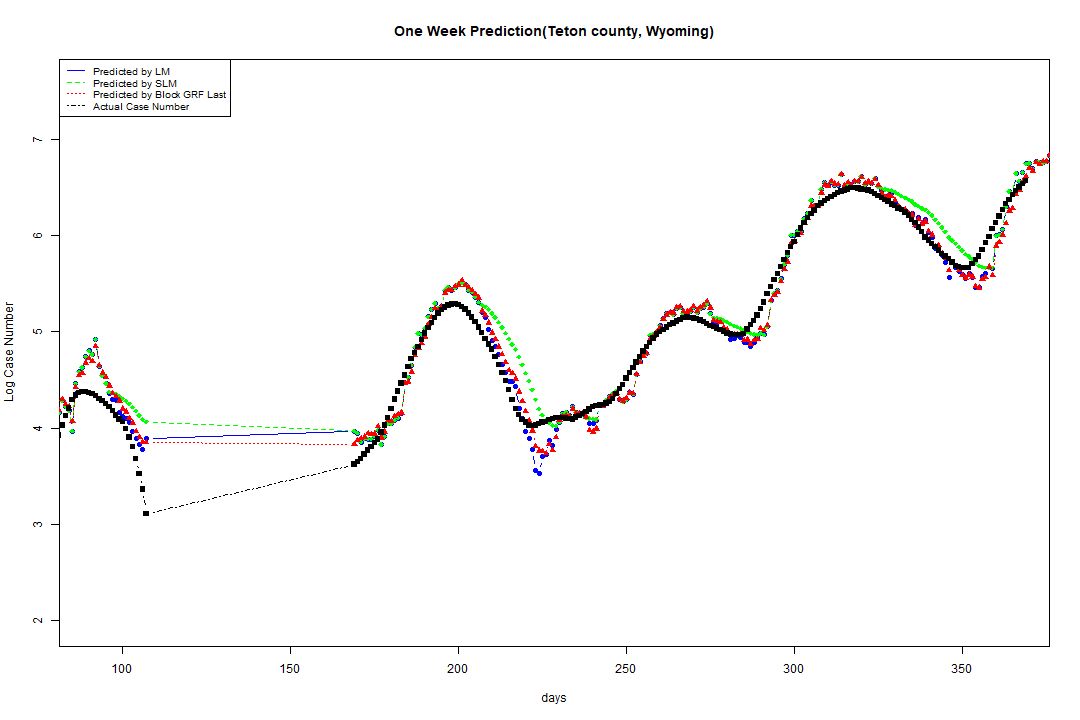 One Week Prediction(Teton county, Wyoming)
Predicted by LM
Predicted by SLM
Predicted by Block GRF Last
Actual Case Number
7
6
5
4
3
2
Log Case Number
100 150 200 250 300 350
days